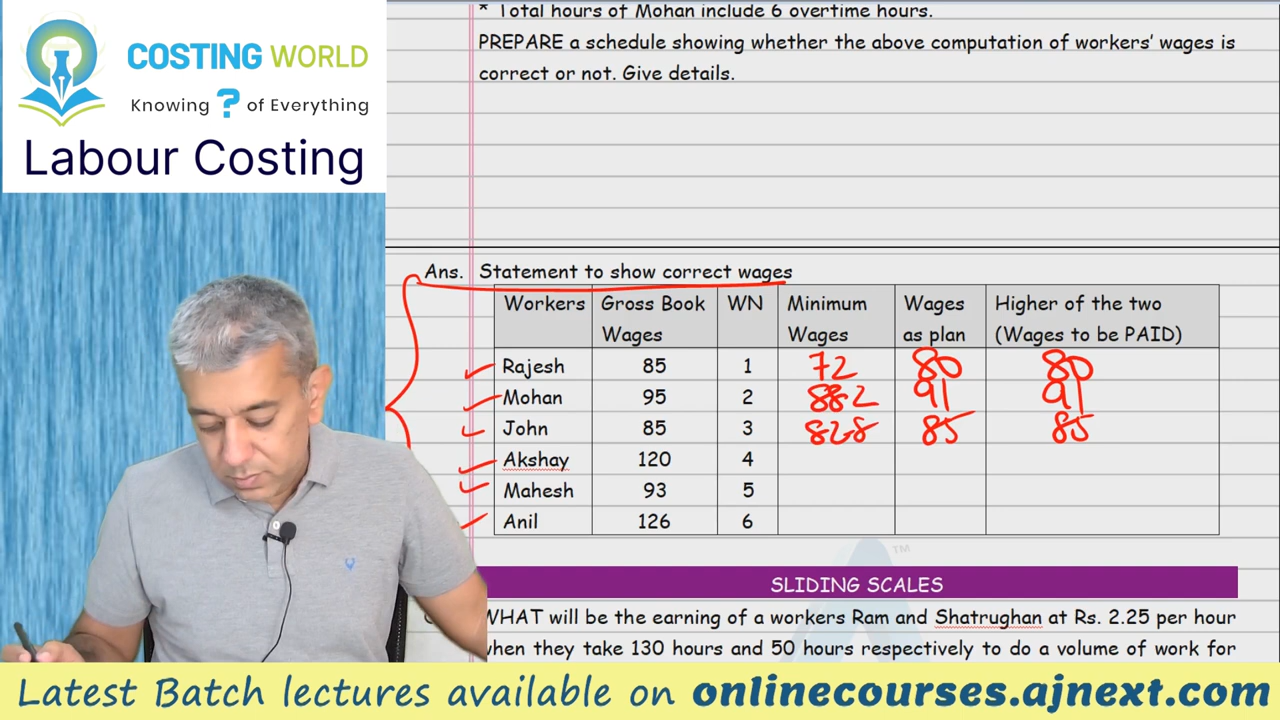 * Total hours of Mohan include 6 overtime hours.
PREPARE a schedule showing whether the above computation of workers' wages is
correct or not. Give details.
COSTING WORLD
Knowing ? of Everything
Labour Costing
Ans. Statement to show correct wages
Workers Gross Book Wages WN Minimum Wages Wages as plan Higher of the two (Wages to be PAID)
Rajesh 85 1 72 80 80
Mohan 95 2 882 91 91
John 85 3 828 85 85
Akshay 120 4
Mahesh 93 5
Anil 126 6
TM
SLIDING SCALES
WHAT will be the earning of a workers Ram and Shatrughan at Rs. 2.25 per hour
when they take 130 hours and 50 hours respectively to do a volume of work for
Latest Batch lectures available on onlinecourses.ajnext.com